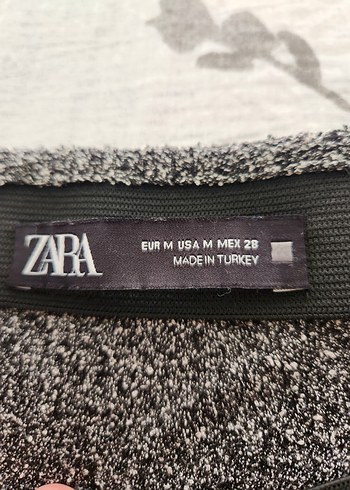 ZARA
EUR M USA M MEX 28
MADE IN TURKEY